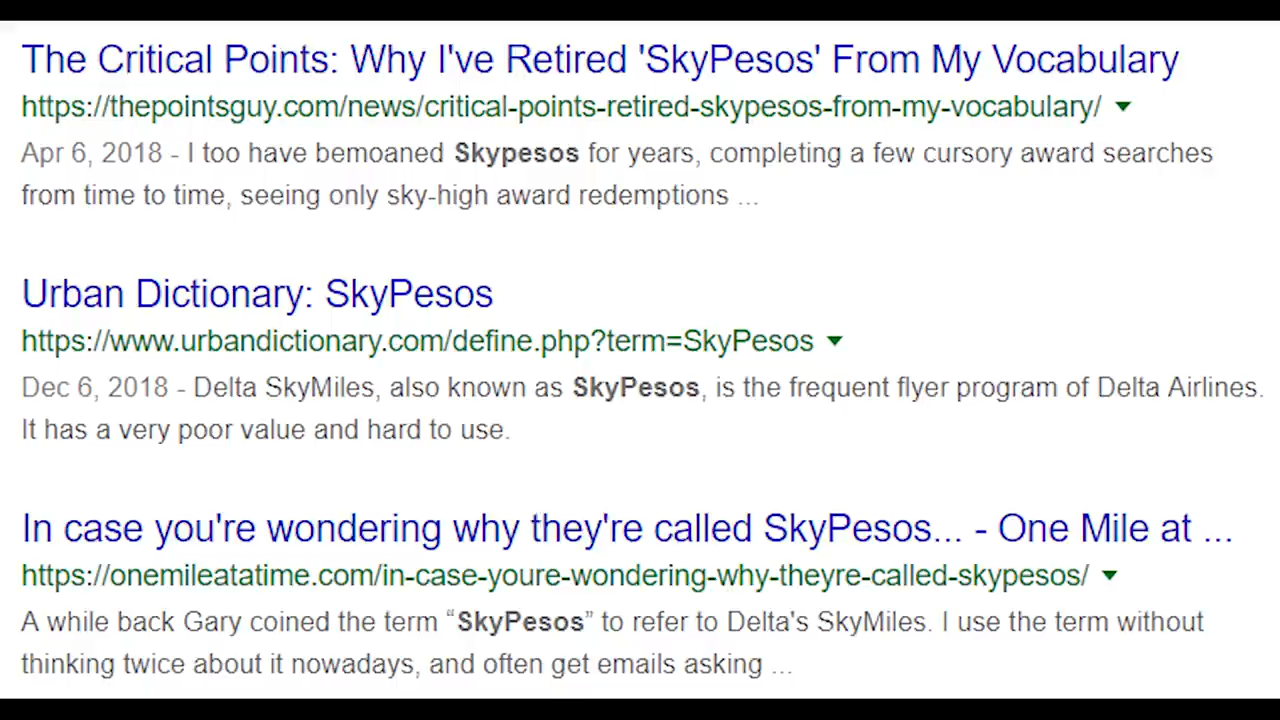 The Critical Points: Why I've Retired 'SkyPesos' From My Vocabulary
https://thepointsguy.com/news/critical-points-retired-skypesos-from-my-vocabulary/
Apr 6, 2018 - I too have bemoaned Skypesos for years, completing a few cursory award searches
from time to time, seeing only sky-high award redemptions ...
Urban Dictionary: SkyPesos
https://www.urbandictionary.com/define.php?term=SkyPesos
Dec 6, 2018 - Delta SkyMiles, also known as SkyPesos, is the frequent flyer program of Delta Airlines.
It has a very poor value and hard to use.
In case you're wondering why they're called SkyPesos... - One Mile at ...
https://onemileatatime.com/in-case-youre-wondering-why-theyre-called-skypesos/
A while back Gary coined the term “SkyPesos” to refer to Delta's SkyMiles. I use the term without
thinking twice about it nowadays, and often get emails asking ...